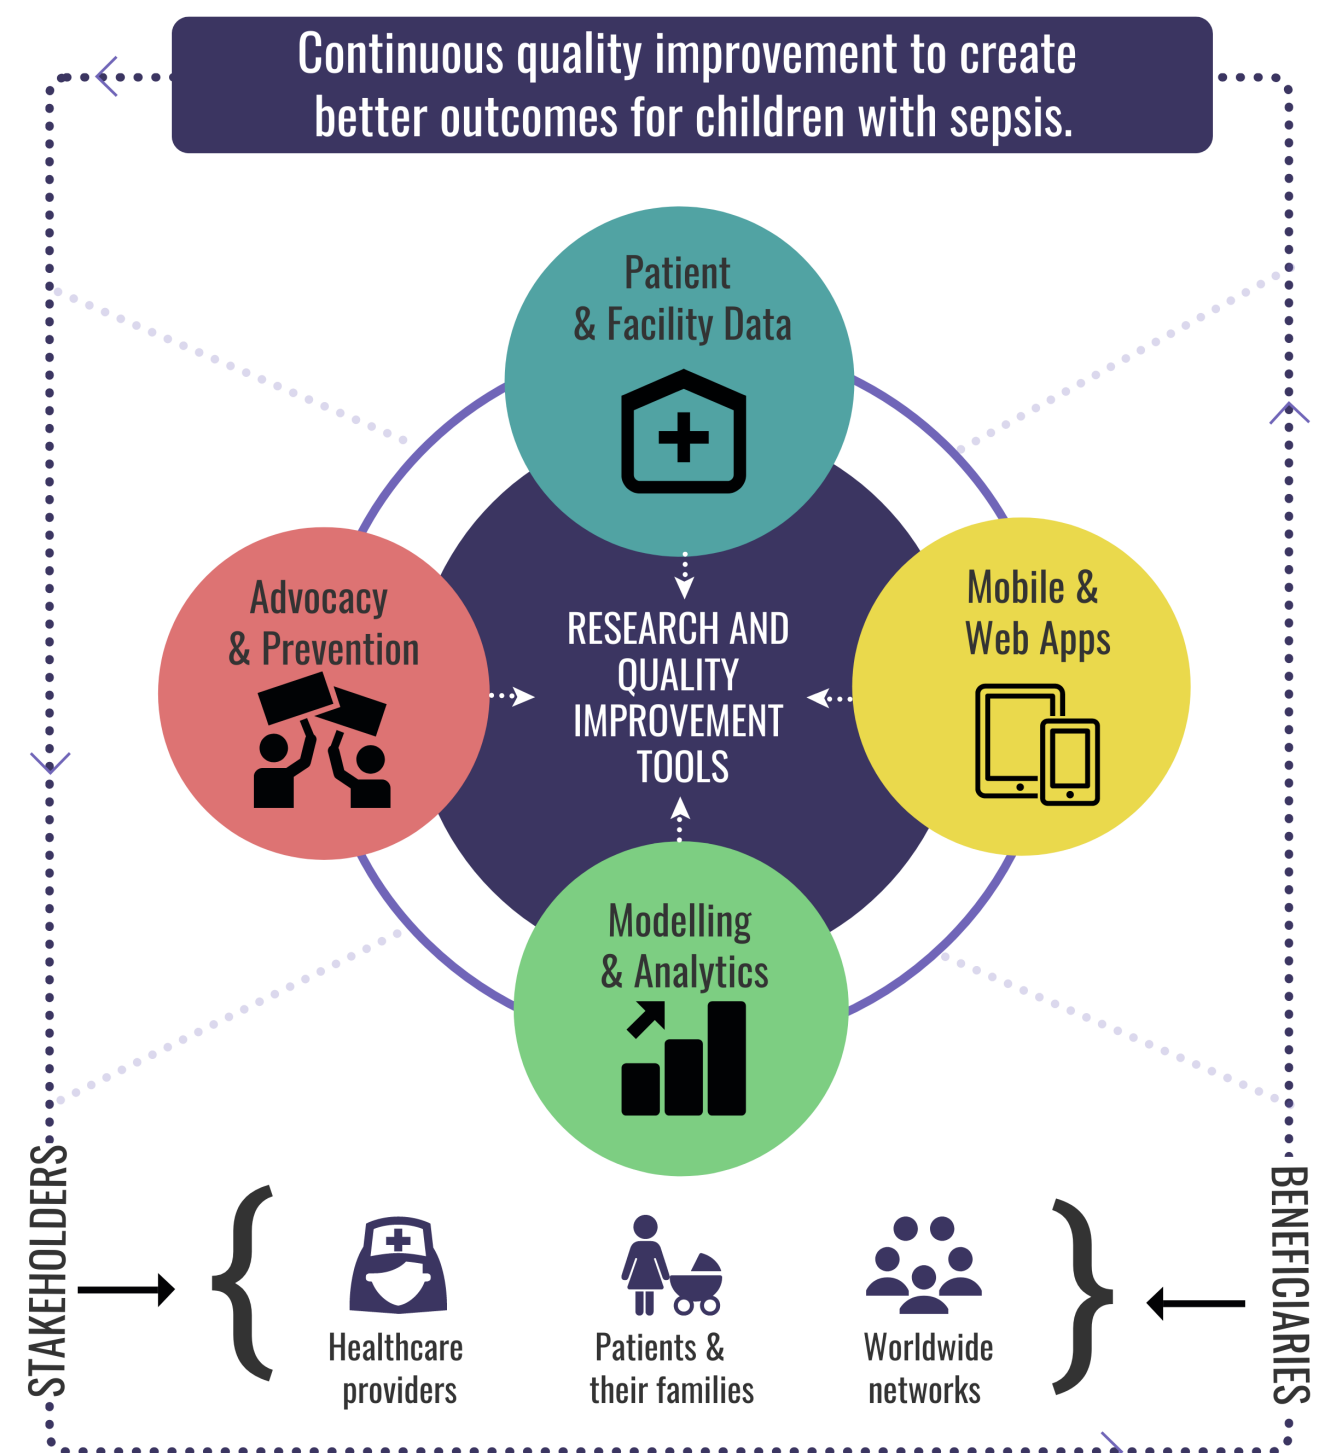 Continuous quality improvement to create
better outcomes for children with sepsis.
Patient
& Facility Data
Advocacy
& Prevention
RESEARCH AND
QUALITY
IMPROVEMENT
TOOLS
Mobile &
Web Apps
Modelling
& Analytics
STAKEHOLDERS
Healthcare
providers
Patients &
their families
Worldwide
networks
BENEFICIARIES